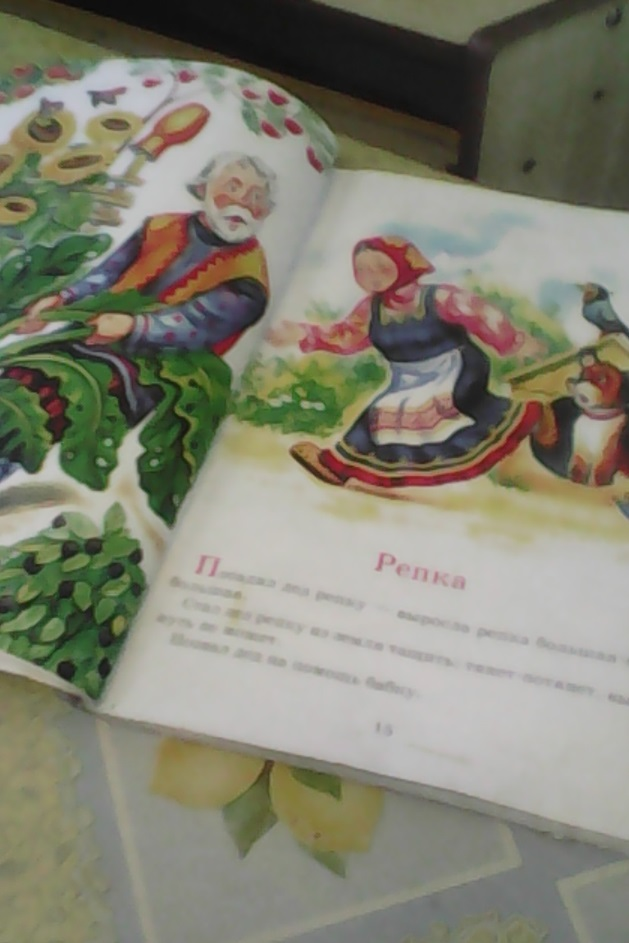 Репка
Посадил дед репку — выросла репка большая-
большая.
Стал дед репку из земли тащить: тянет-потянет, вы
нуть не может.
Позвал дед на помощь бабку.
15